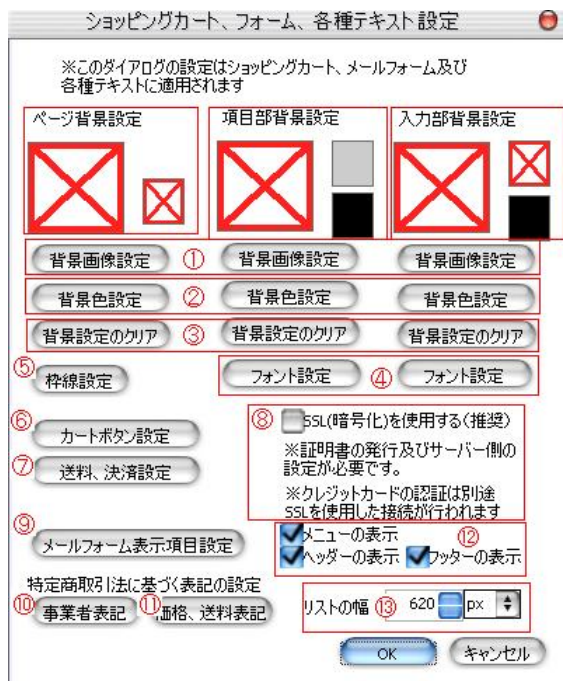 ショッピングカート、フォーム、各種テキスト設定
※このダイアログの設定はショッピングカート、メールフォーム及び
各種テキストに適用されます
ページ背景設定 項目部背景設定 入力部背景設定
背景画像設定 ① 背景画像設定 背景画像設定
背景色設定 ② 背景色設定 背景色設定
背景設定のクリア ③ 背景設定のクリア 背景設定のクリア
⑤ 枠線設定 フォント設定 ④ フォント設定
⑥ カートボタン設定
⑦ 送料、決済設定
⑧ SSL(暗号化)を使用する(推奨)
※証明書の発行及びサーバー側の
設定が必要です。
※クレジットカードの認証は別途
SSLを使用した接続が行われます
⑨ メールフォーム表示項目設定
メニューの表示 ⑫
ヘッダーの表示 フッターの表示
特定商取引法に基づく表記の設定
⑩ 事業者表記 ⑪ 価格、送料表記
リストの幅 ⑬ 620 px
OK キャンセル